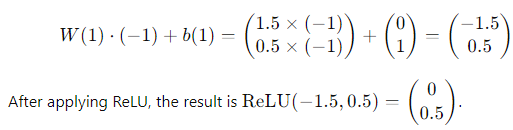 W(1) · (−1) + b(1) = (1.5 × (−1) 0.5 × (−1)) + (0 1) = (−1.5 0.5)
After applying ReLU, the result is ReLU(−1.5, 0.5) = (0 0.5).